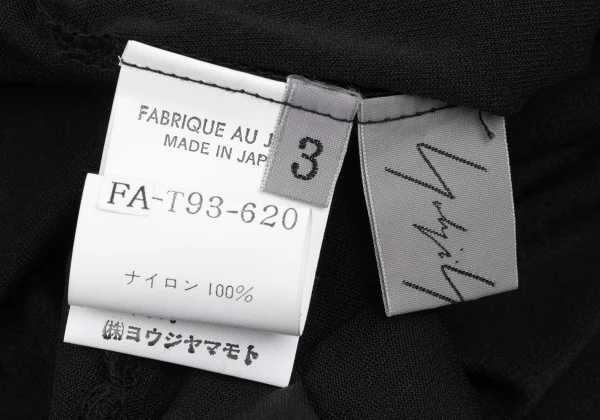 FABRIQUE AU J
MADE IN JAP
3
FA-T93-620
ナイロン 100%
㈱ヨウジヤマモト
Yohji Y